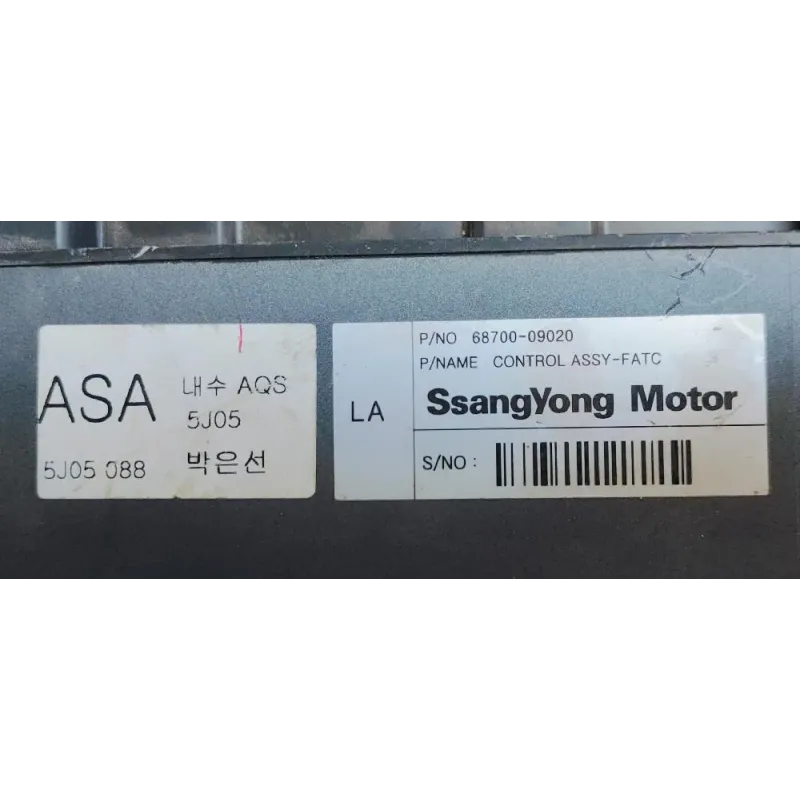 ASA
내수 AQS
5J05
5J05 088
박은선
LA
P/NO 68700-09020
P/NAME CONTROL ASSY-FATC
SsangYong Motor
S/NO :